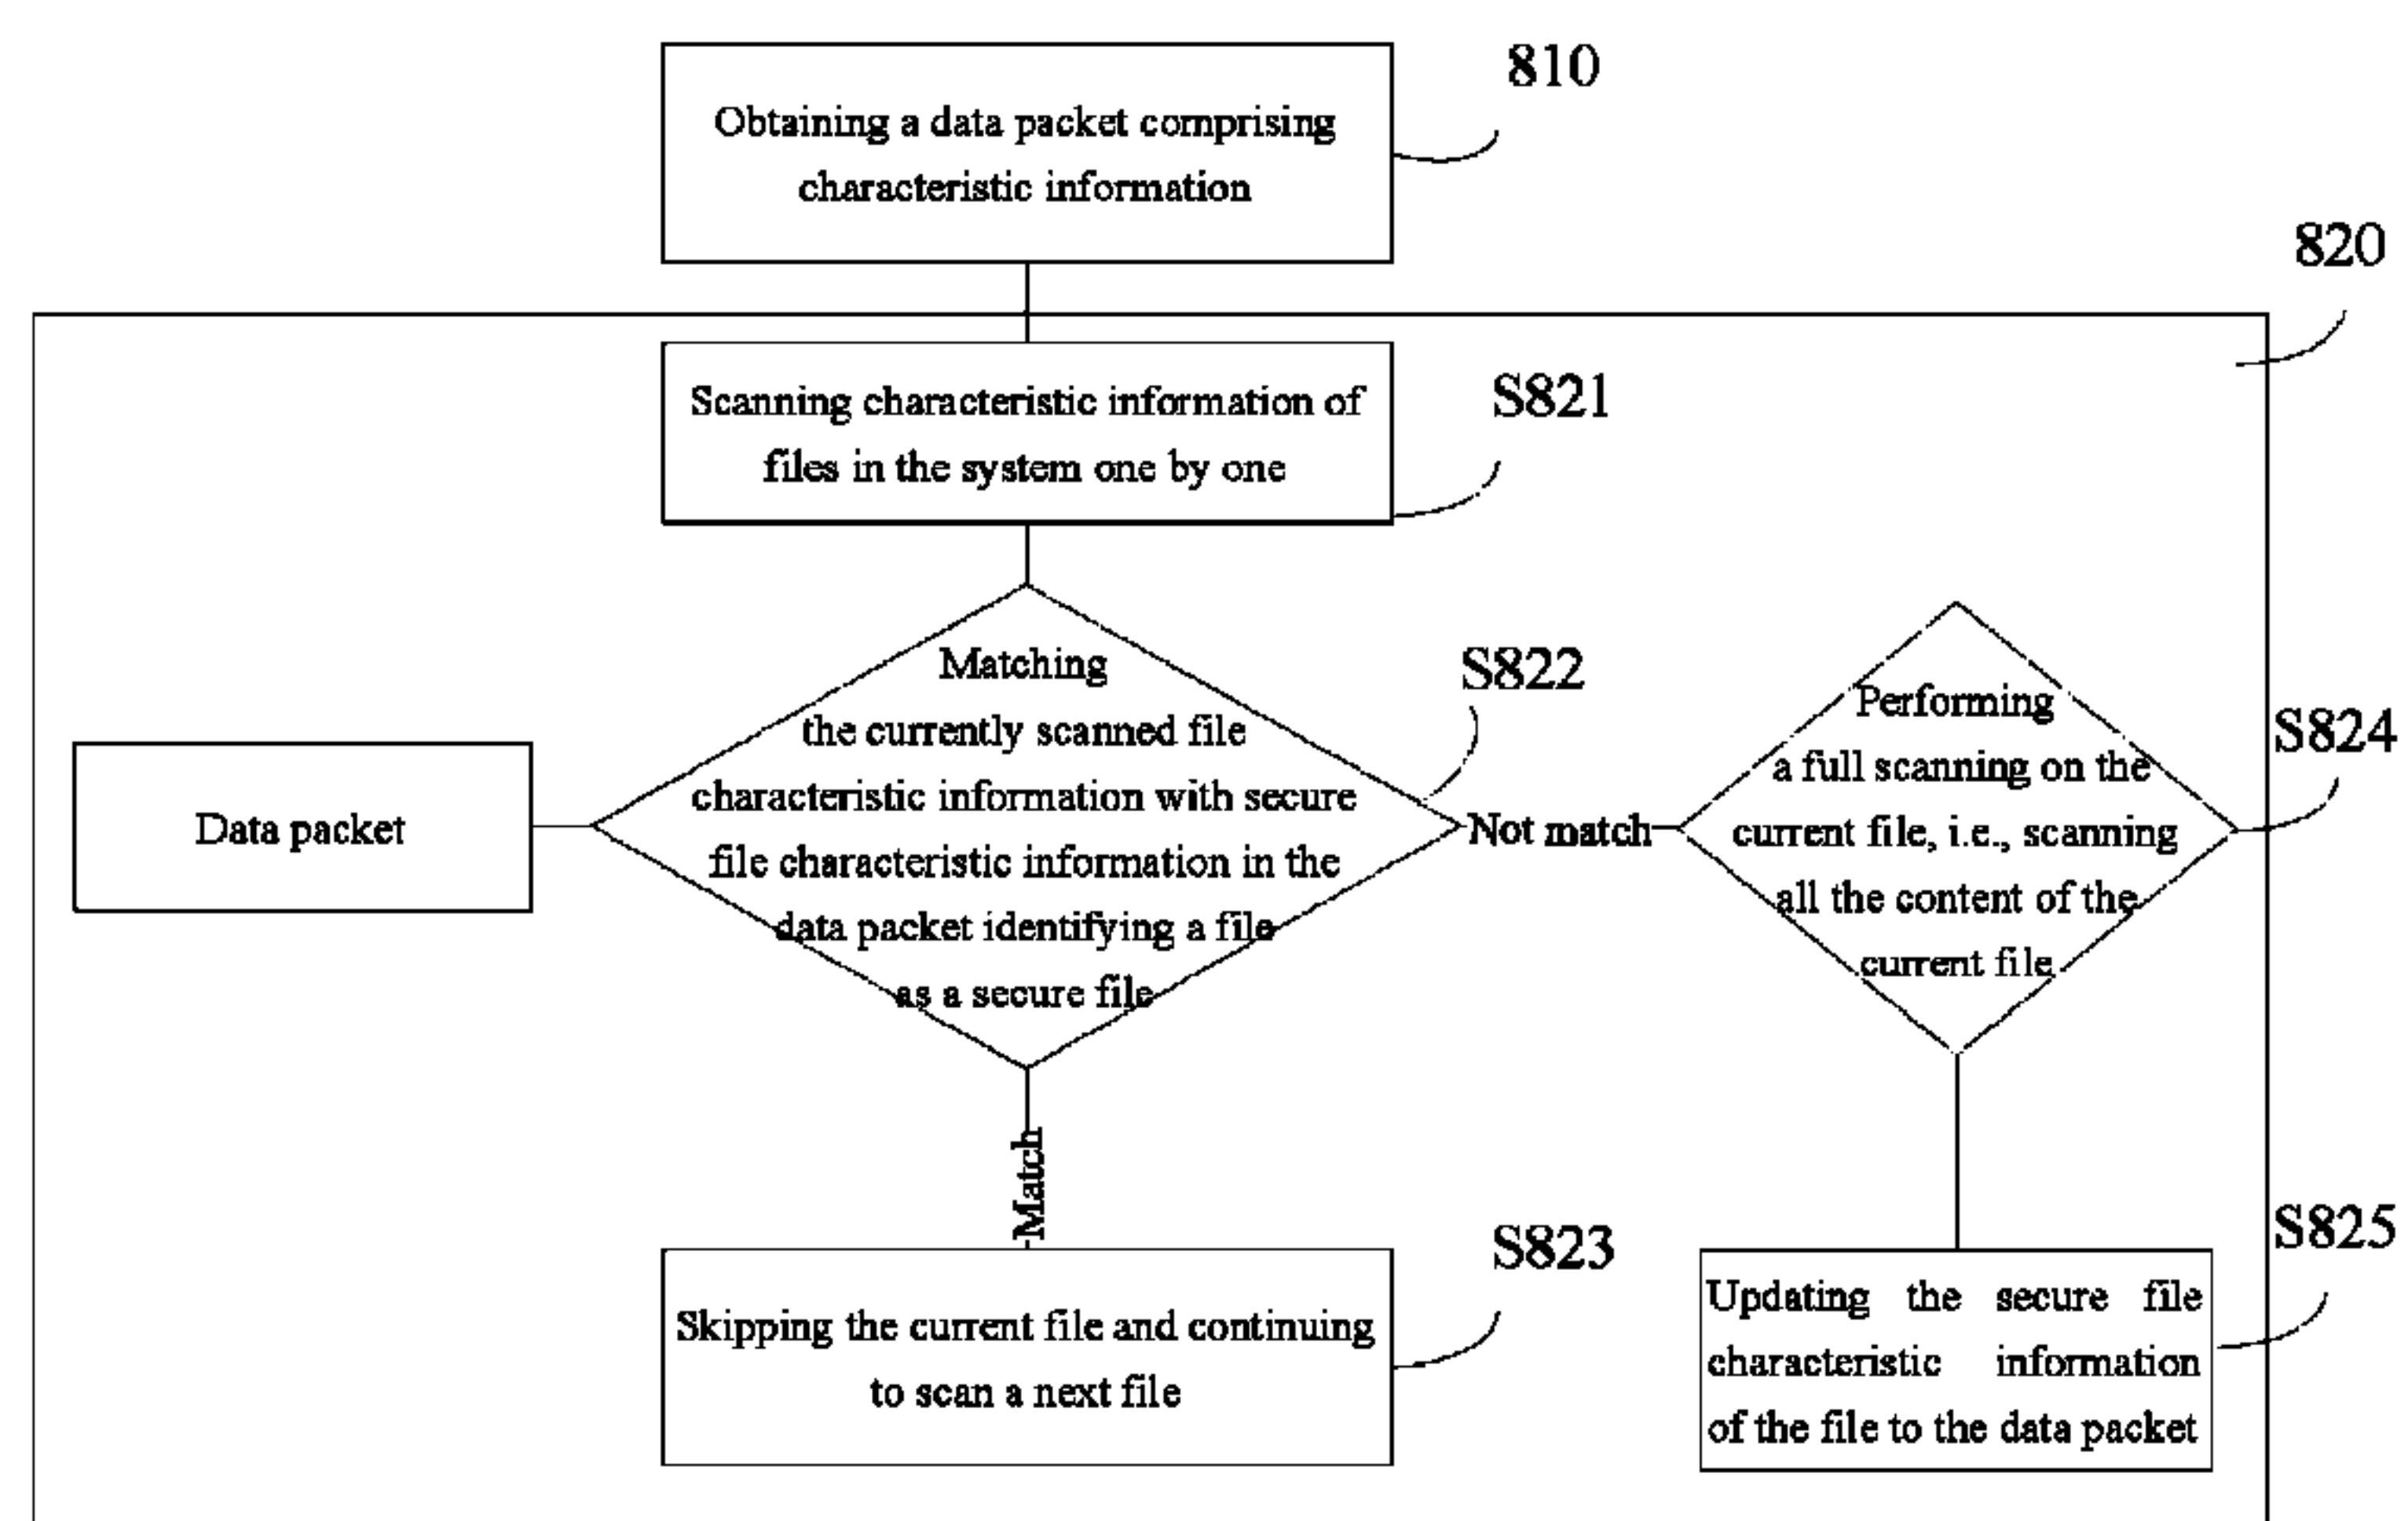 810
Obtaining a data packet comprising
characteristic information
820
Scanning characteristic information of
files in the system one by one
S821
Matching
the currently scanned file
characteristic information with secure
file characteristic information in the
data packet identifying a file
as a secure file
S822
Data packet
Not match
Performing
a full scanning on the
current file, i.e., scanning
all the content of the
current file
S824
Match
Skipping the current file and continuing
to scan a next file
S823
Updating the secure file
characteristic information
of the file to the data packet
S825